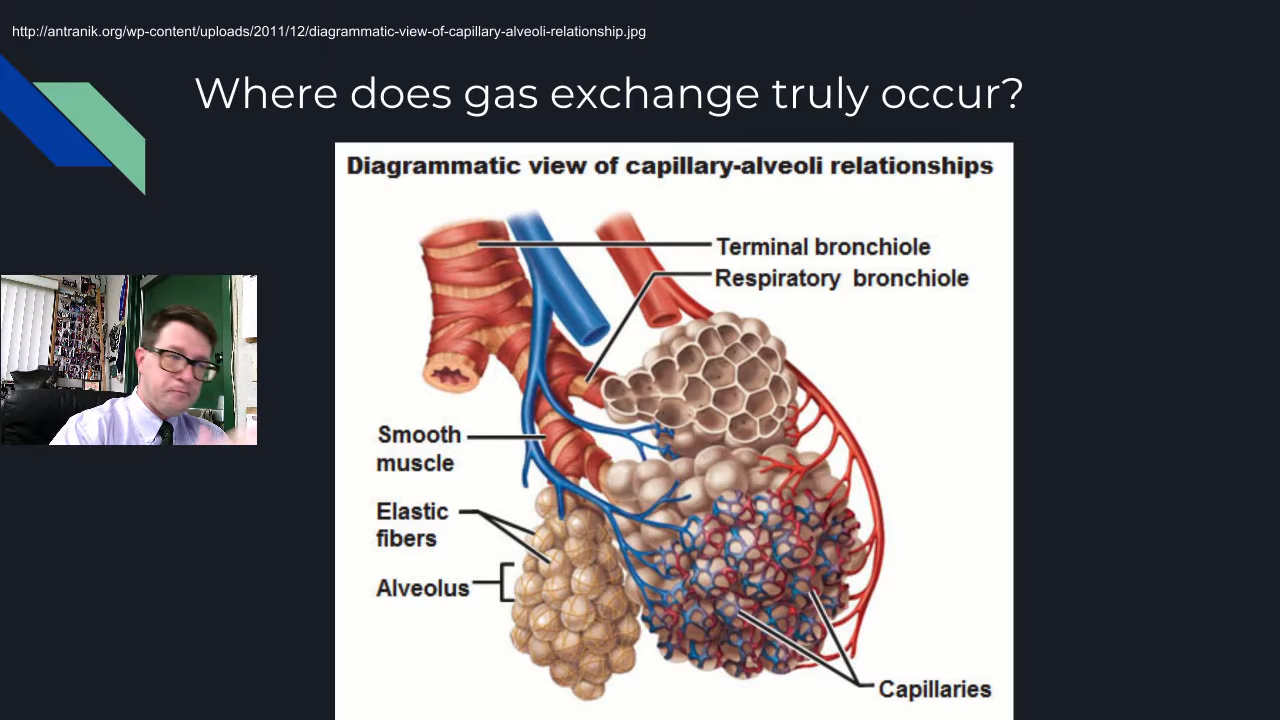 http://antranik.org/wp-content/uploads/2011/12/diagrammatic-view-of-capillary-alveoli-relationship.jpg
Where does gas exchange truly occur?
Diagrammatic view of capillary-alveoli relationships
Terminal bronchiole
Respiratory bronchiole
Smooth
muscle
Elastic
fibers
Alveolus
Capillaries